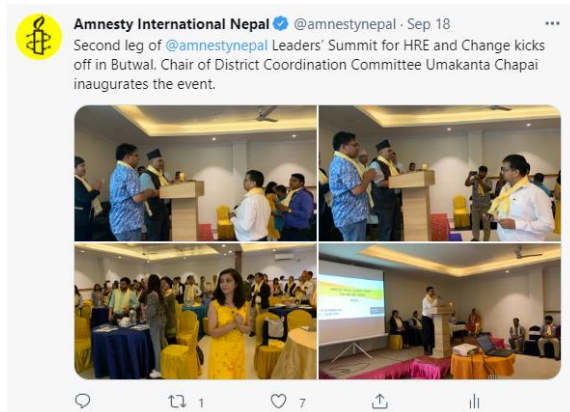 Amnesty International Nepal @amnestynepal · Sep 18
Second leg of @amnestynepal Leaders' Summit for HRE and Change kicks
off in Butwal. Chair of District Coordination Committee Umakanta Chapai
inaugurates the event.
1
7